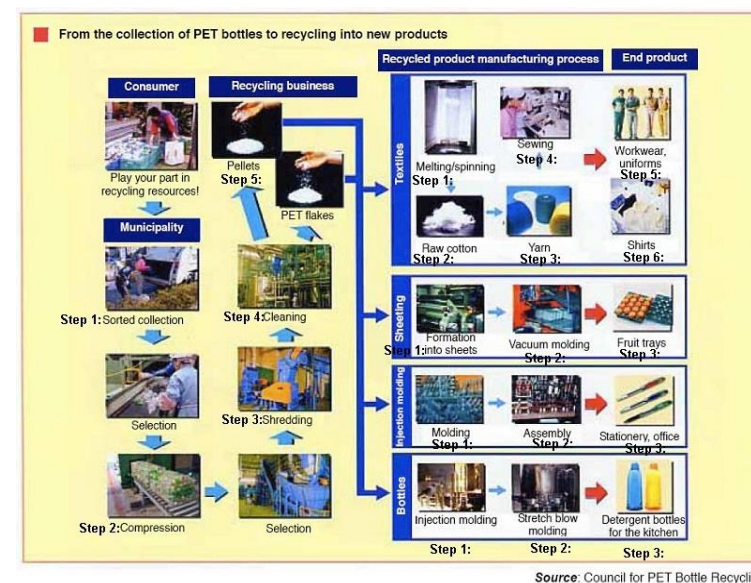 From the collection of PET bottles to recycling into new products
Consumer
Recycling business
Recycled product manufacturing process
End product
Play your part in
recycling resources!
Municipality
Step 1:Sorted collection
Selection
Step 2:Compression
Selection
Step 3:Shredding
Step 4:Cleaning
Pellets
Step 5:
PET flakes
Textiles
Melting/spinning
Step 1:
Raw cotton
Step 2:
Yarn
Step 3:
Sewing
Step 4:
Workwear,
uniforms
Step 5:
Shirts
Step 6:
Sheeting
Formation
Step 1:into sheets
Vacuum molding
Step 2:
Fruit trays
Step 3:
Injection molding
Molding
Step 1:
Assembly
Step 2:
Stationery, office
Step 3:
Bottles
Injection molding
Step 1:
Stretch blow
molding
Step 2:
Detergent bottles
for the kitchen
Step 3:
Source: Council for PET Bottle Recycli